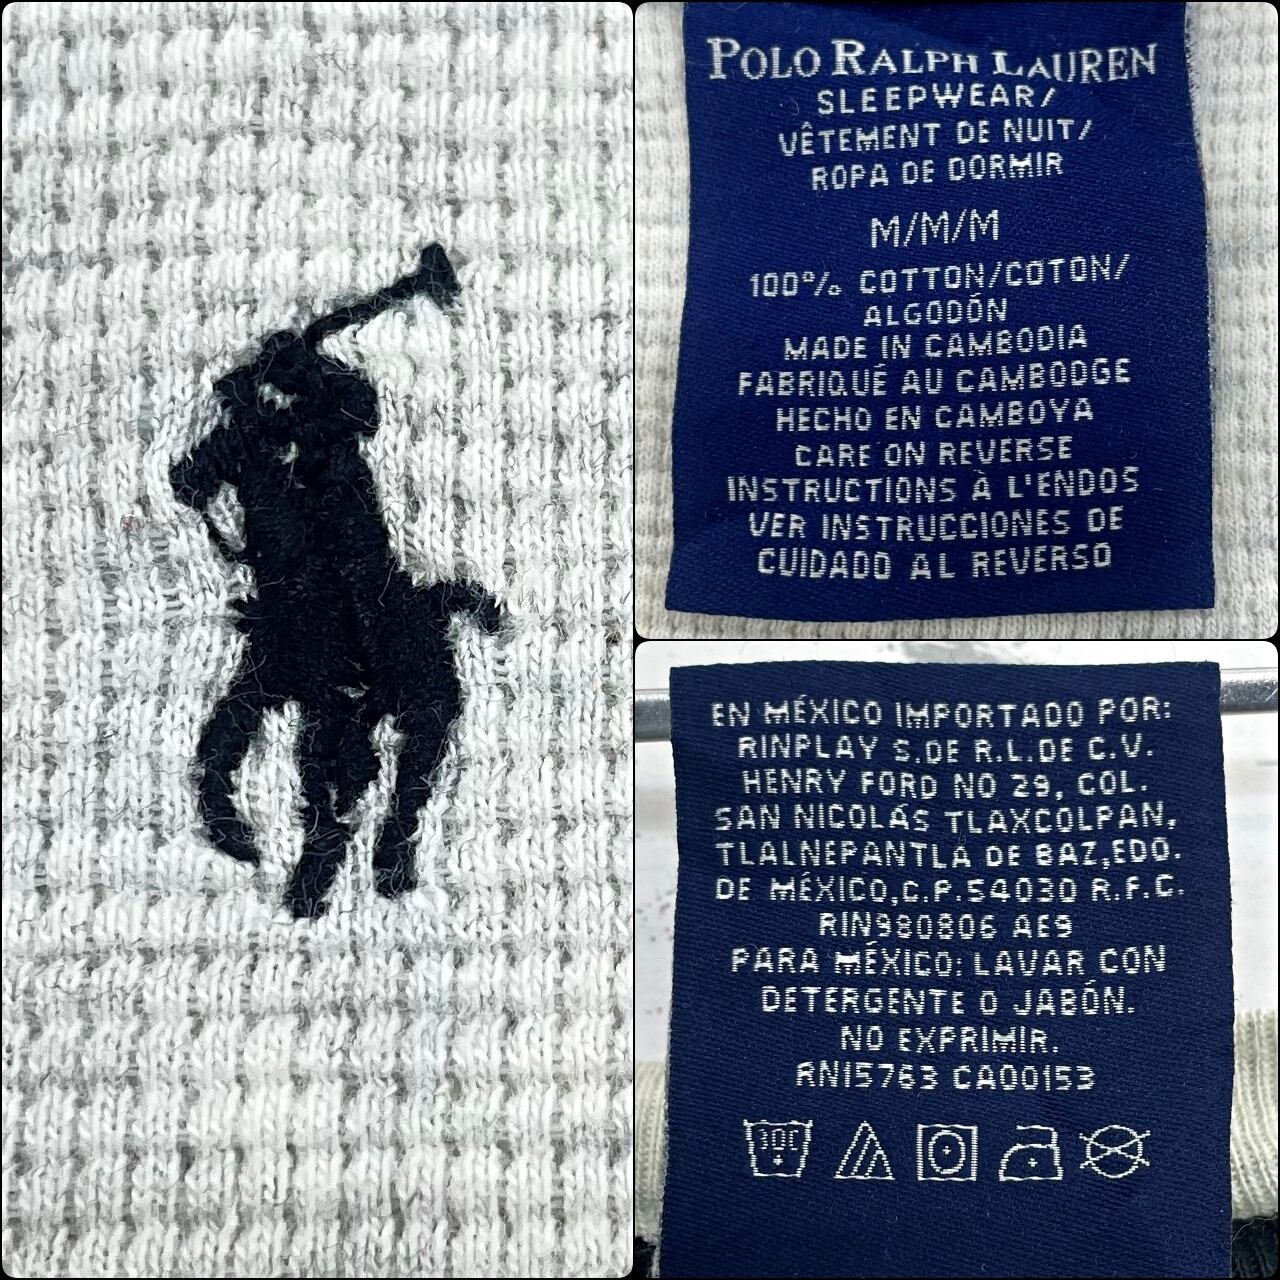 POLO RALPH LAUREN
SLEEPWEAR/
VÊTEMENT DE NUIT/
ROPA DE DORMIR
M/M/M
100% COTTON/COTON/
ALGODÓN
MADE IN CAMBODIA
FABRIQUÉ AU CAMBODGE
HECHO EN CAMBOYA
CARE ON REVERSE
INSTRUCTIONS À L'ENDOS
VER INSTRUCCIONES DE
CUIDADO AL REVERSO
EN MÉXICO IMPORTADO POR:
RINPLAY S.DE R.L.DE C.V.
HENRY FORD NO 29, COL.
SAN NICOLÁS TLAXCOLPAN,
TLALNEPANTLA DE BAZ,EDO.
DE MÉXICO,C.P.54030 R.F.C.
RIN980806 AE9
PARA MÉXICO: LAVAR CON
DETERGENTE O JABÓN.
NO EXPRIMIR.
RN15763 CA00153
30C